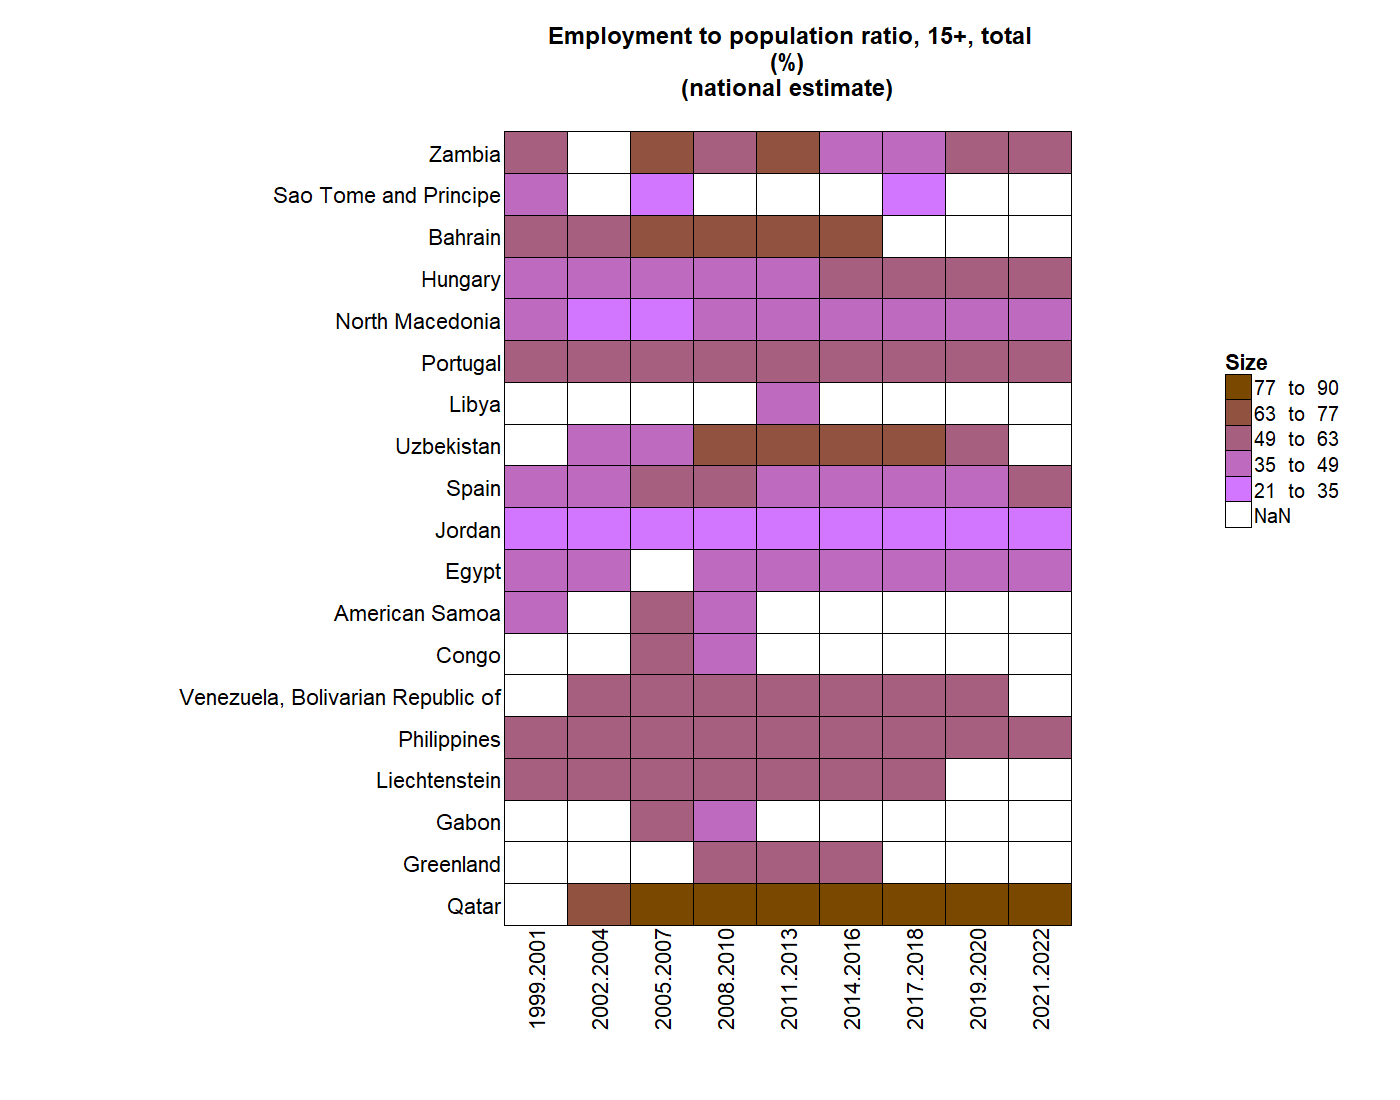 Employment to population ratio, 15+, total
(%)
(national estimate)
Zambia
Sao Tome and Principe
Bahrain
Hungary
North Macedonia
Portugal
Libya
Uzbekistan
Spain
Jordan
Egypt
American Samoa
Congo
Venezuela, Bolivarian Republic of
Philippines
Liechtenstein
Gabon
Greenland
Qatar
1999.2001
2002.2004
2005.2007
2008.2010
2011.2013
2014.2016
2017.2018
2019.2020
2021.2022
Size
77 to 90
63 to 77
49 to 63
35 to 49
21 to 35
NaN